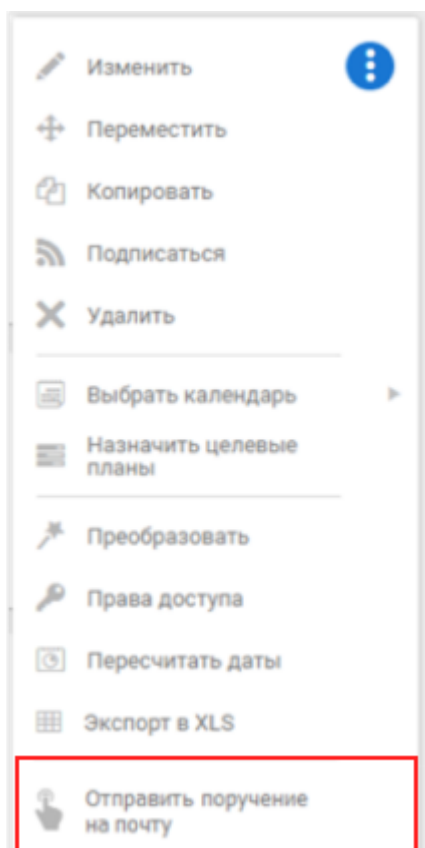 Изменить
Переместить
Копировать
Подписаться
Удалить
Выбрать календарь
Назначить целевые
планы
Преобразовать
Права доступа
Пересчитать даты
Экспорт в XLS
Отправить поручение
на почту